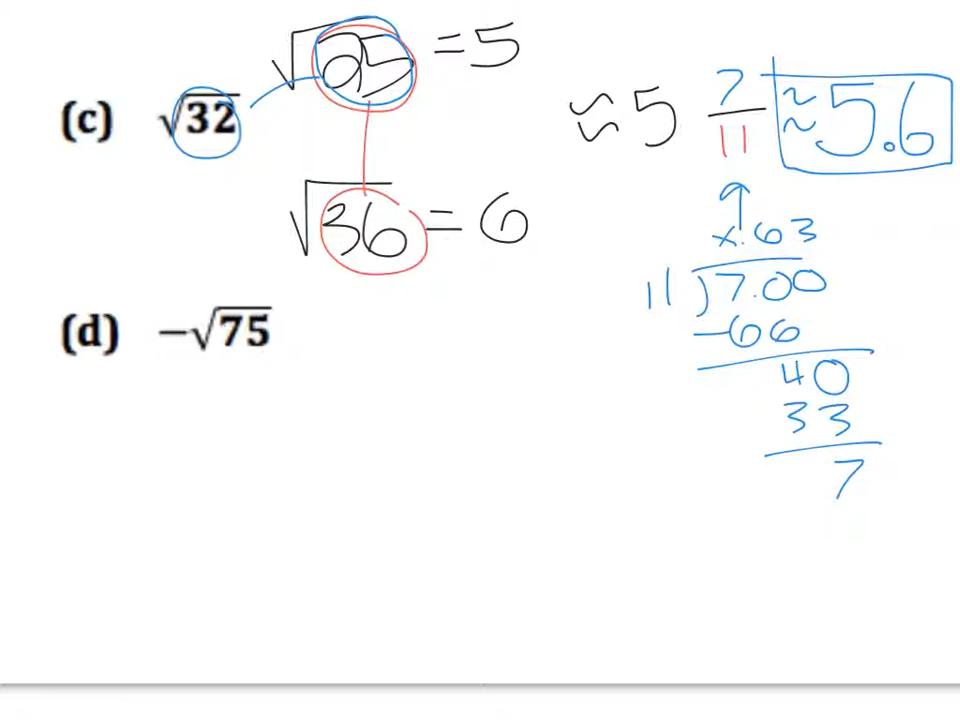 √25 = 5
(c) √32
≈ 5 7/11 ≈ 5.6
√36 = 6
x.63
11)7.00
-66
40
33
7
(d) −√75